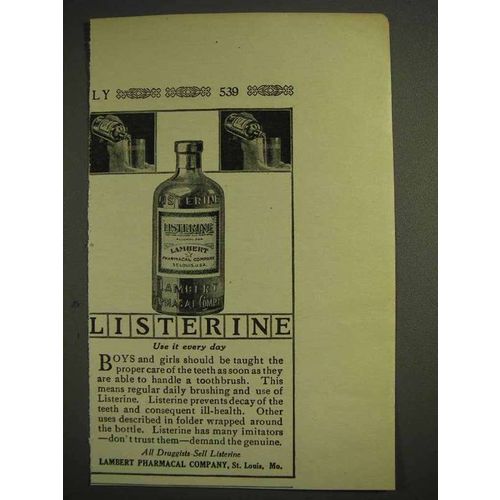 LY 539
LISTERINE
LISTERINE
LAMBERT
PHARMACAL COMPANY
ST. LOUIS, U.S.A.
LAMBERT
LISTERINE
Use it every day
BOYS and girls should be taught the
proper care of the teeth as soon as they
are able to handle a toothbrush. This
means regular daily brushing and use of
Listerine. Listerine prevents decay of the
teeth and consequent ill-health. Other
uses described in folder wrapped around
the bottle. Listerine has many imitators
—don't trust them—demand the genuine.
All Druggists Sell Listerine
LAMBERT PHARMACAL COMPANY, St. Louis, Mo.